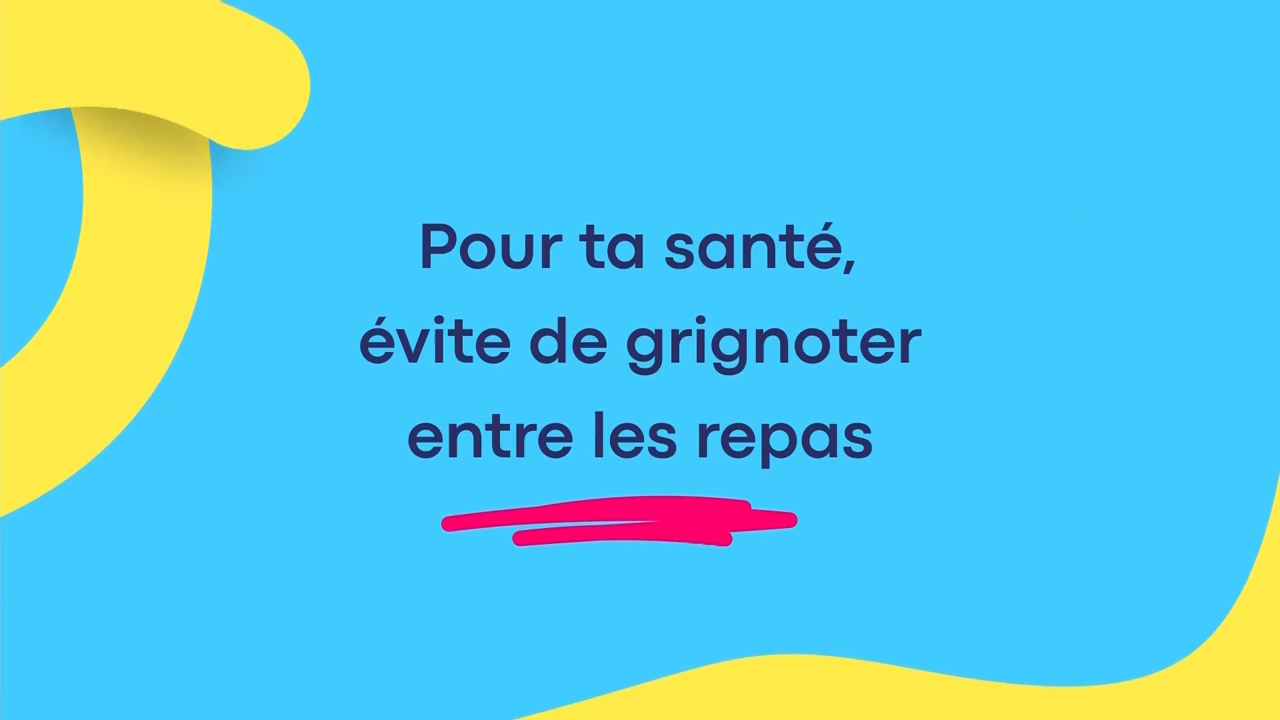 Pour ta santé,
évite de grignoter
entre les repas